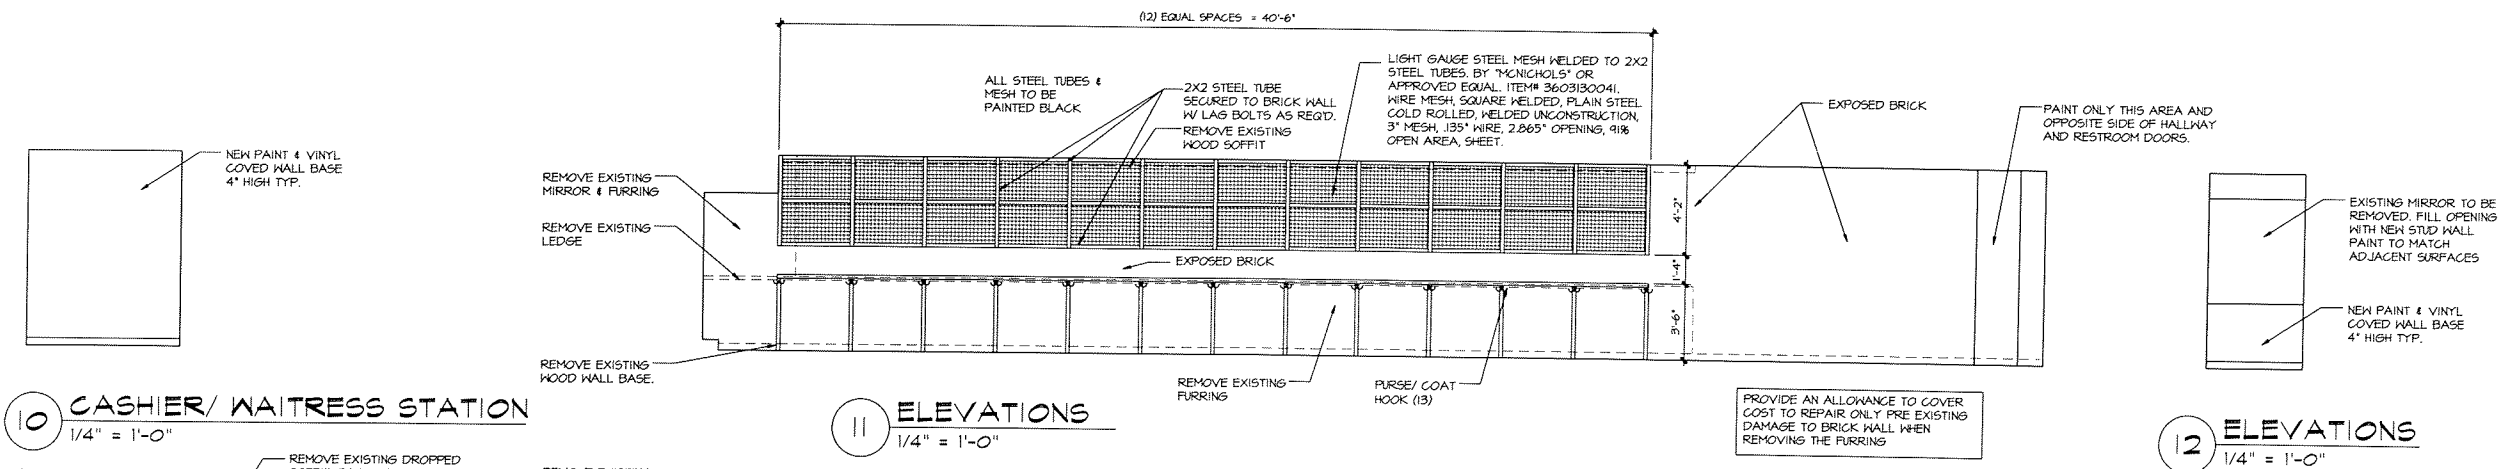 (12) EQUAL SPACES = 40'-6"
ALL STEEL TUBES &
MESH TO BE
PAINTED BLACK
2X2 STEEL TUBE
SECURED TO BRICK WALL
W/ LAG BOLTS AS REQ'D.
REMOVE EXISTING
WOOD SOFFIT
LIGHT GAUGE STEEL MESH WELDED TO 2X2
STEEL TUBES. BY "MCNICHOLS" OR
APPROVED EQUAL. ITEM# 3603130041.
WIRE MESH, SQUARE WELDED, PLAIN STEEL
COLD ROLLED, WELDED UNCONSTRUCTION,
3" MESH, .135" WIRE, 2.865" OPENING, 91%
OPEN AREA, SHEET.
EXPOSED BRICK
PAINT ONLY THIS AREA AND
OPPOSITE SIDE OF HALLWAY
AND RESTROOM DOORS.
NEW PAINT & VINYL
COVED WALL BASE
4" HIGH TYP.
REMOVE EXISTING
MIRROR & FURRING
REMOVE EXISTING
LEDGE
4'-2"
1'-4"
3'-6"
EXPOSED BRICK
EXISTING MIRROR TO BE
REMOVED. FILL OPENING
WITH NEW STUD WALL
PAINT TO MATCH
ADJACENT SURFACES
NEW PAINT & VINYL
COVED WALL BASE
4" HIGH TYP.
REMOVE EXISTING
WOOD WALL BASE.
REMOVE EXISTING
FURRING
PURSE/ COAT
HOOK (13)
PROVIDE AN ALLOWANCE TO COVER
COST TO REPAIR ONLY PRE EXISTING
DAMAGE TO BRICK WALL WHEN
REMOVING THE FURRING
10 CASHIER/ WAITRESS STATION
1/4" = 1'-0"
11 ELEVATIONS
1/4" = 1'-0"
12 ELEVATIONS
1/4" = 1'-0"
REMOVE EXISTING DROPPED